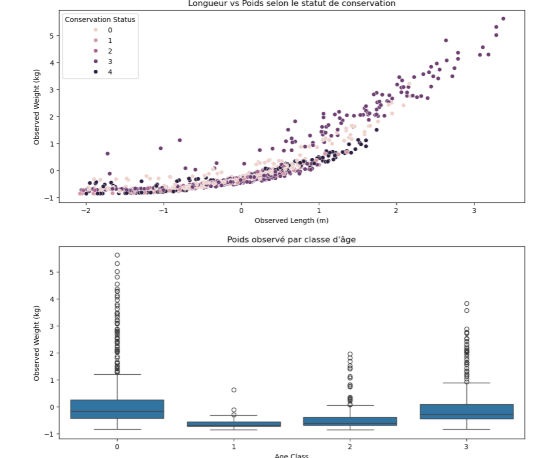 Longueur vs Poids selon le statut de conservation
Conservation Status
0
1
2
3
4
Observed Weight (kg)
5
4
3
2
1
0
−1
−2 −1 0 1 2 3
Observed Length (m)
Poids observé par classe d'âge
Observed Weight (kg)
5
4
3
2
1
0
−1
0 1 2 3
Age Class